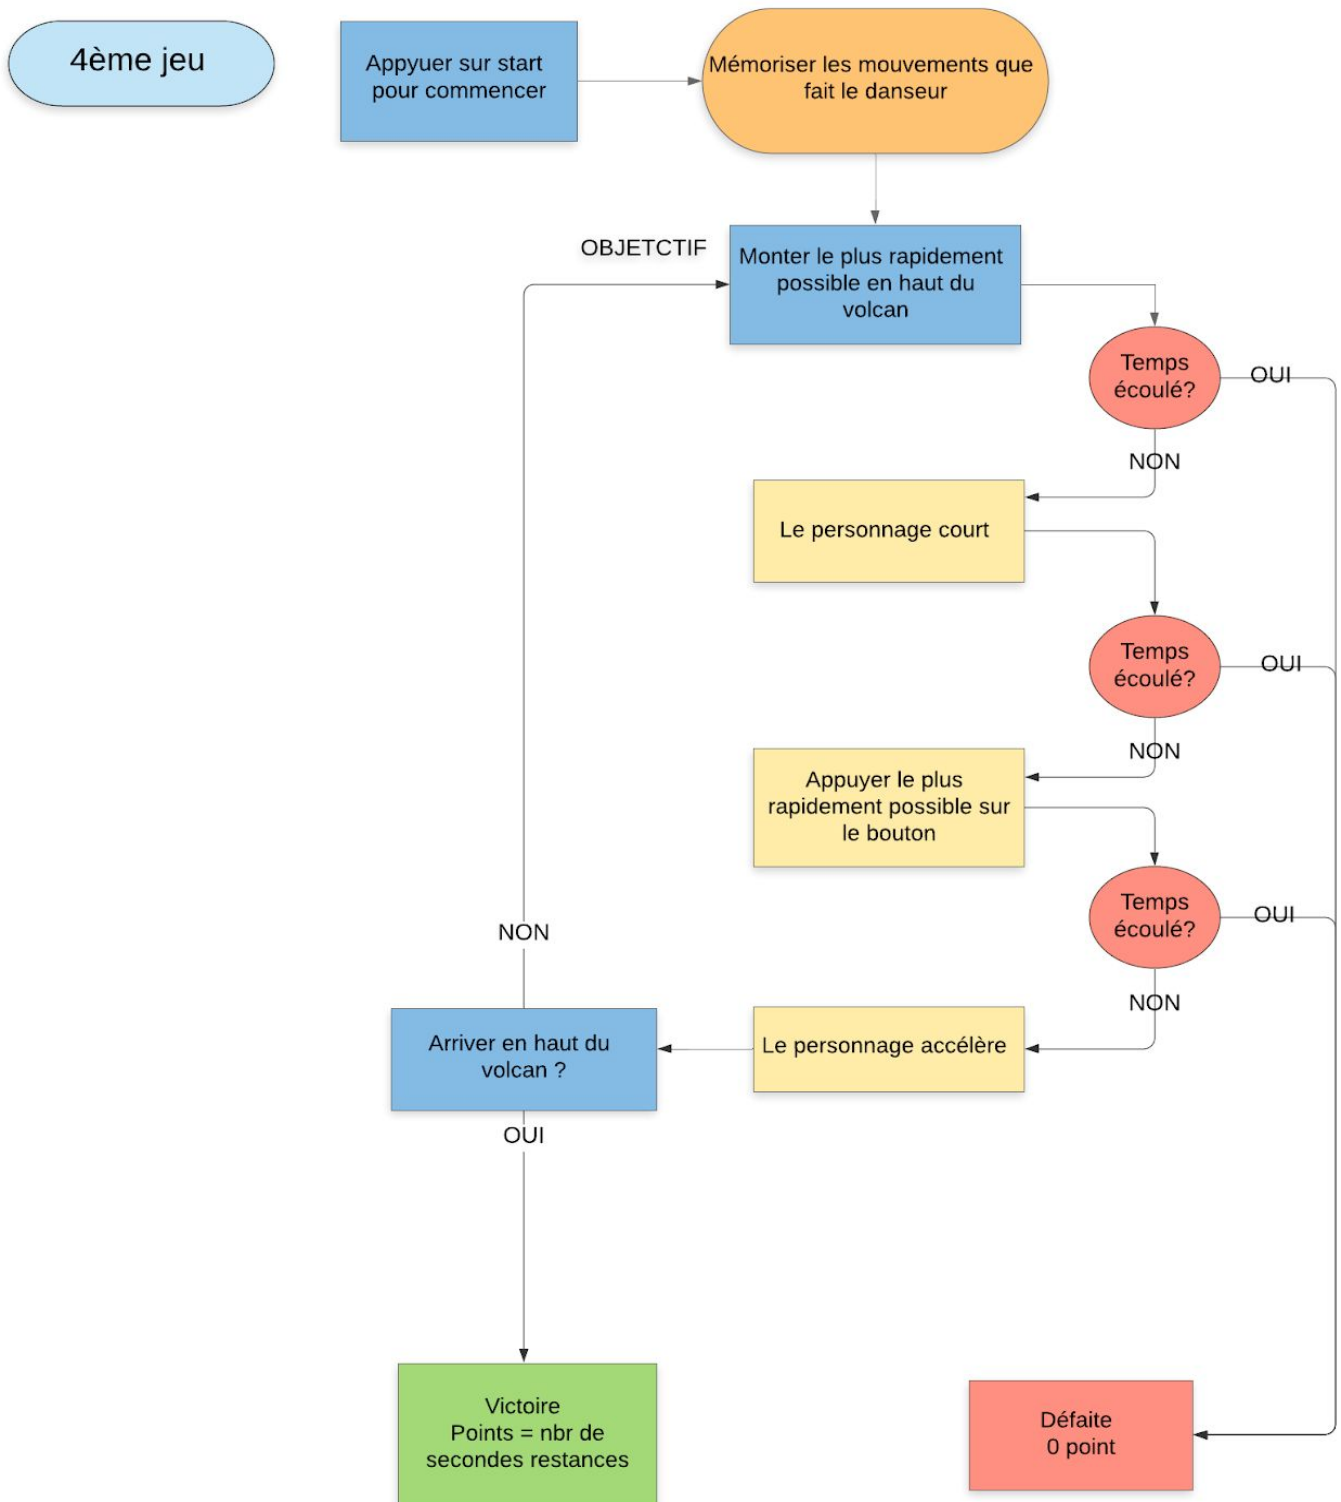 4ème jeu
Appyuer sur start
pour commencer
Mémoriser les mouvements que
fait le danseur
OBJETCTIF
Monter le plus rapidement
possible en haut du
volcan
Temps
écoulé?
OUI
NON
Le personnage court
Temps
écoulé?
OUI
NON
Appuyer le plus
rapidement possible sur
le bouton
Temps
écoulé?
OUI
NON
NON
Arriver en haut du
volcan ?
Le personnage accélère
OUI
Victoire
Points = nbr de
secondes restances
Défaite
0 point